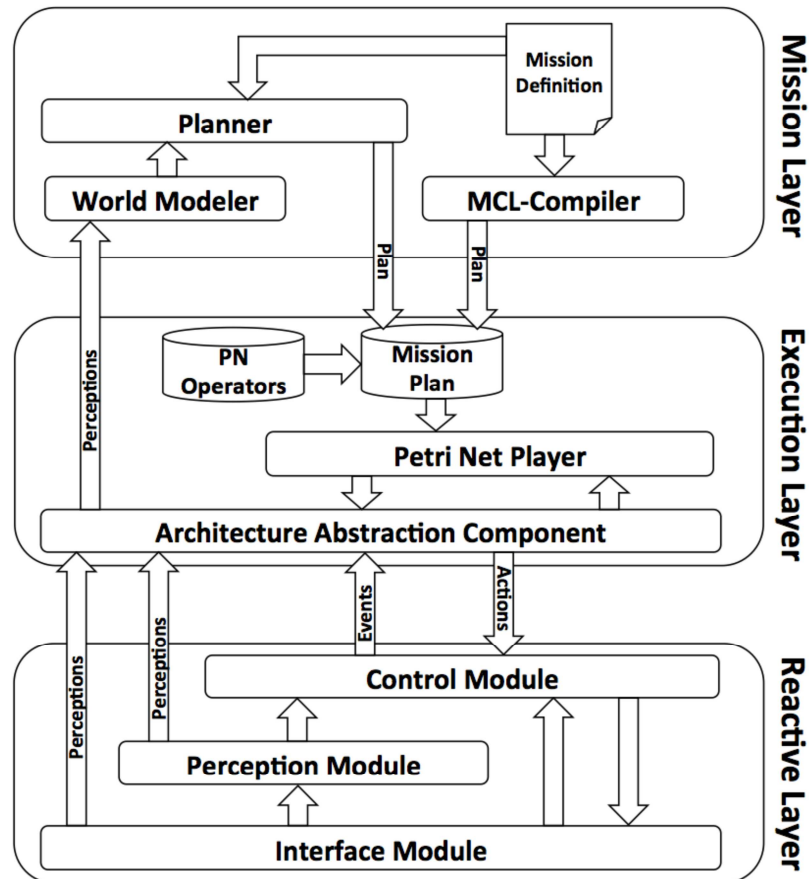 Mission Layer
Mission
Definition
Planner
World Modeler
MCL-Compiler
Plan
Plan
Execution Layer
PN
Operators
Mission
Plan
Perceptions
Petri Net Player
Architecture Abstraction Component
Reactive Layer
Perceptions
Perceptions
Events
Actions
Control Module
Perception Module
Interface Module